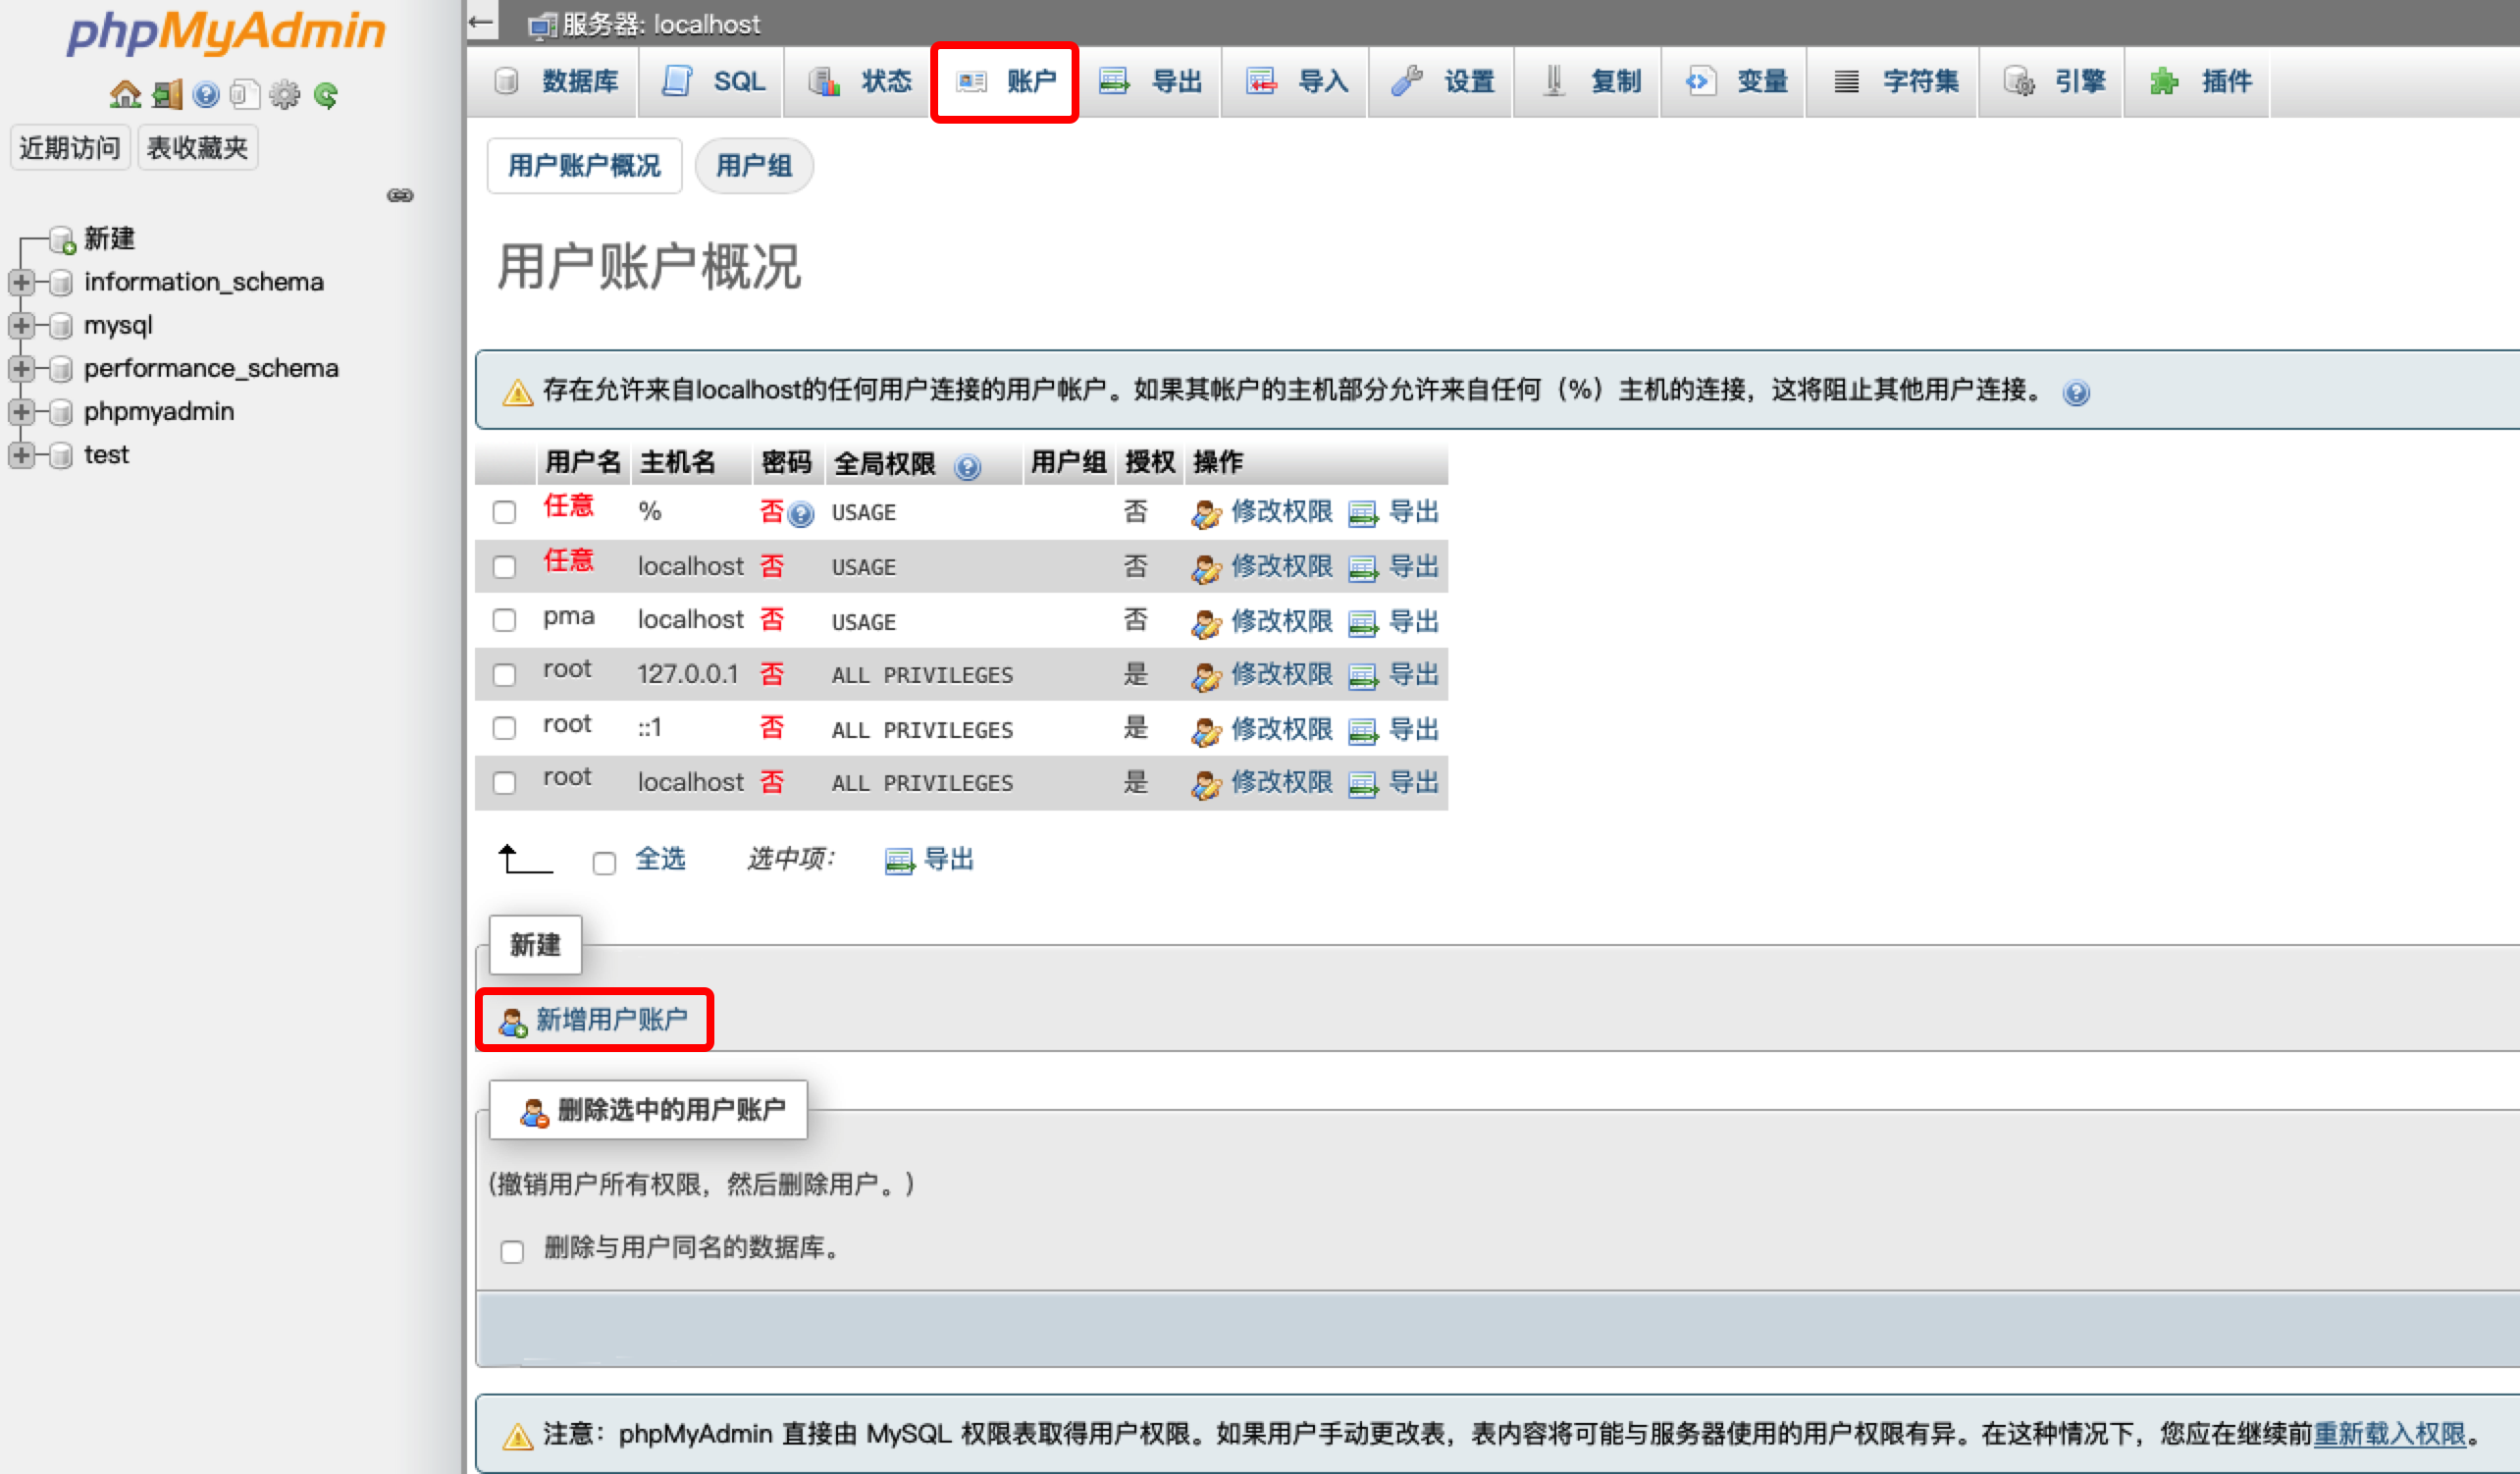 phpMyAdmin
近期访问 表收藏夹
新建
information_schema
mysql
performance_schema
phpmyadmin
test
服务器: localhost
数据库 SQL 状态 账户 导出 导入 设置 复制 变量 字符集 引擎 插件
用户账户概况 用户组
用户账户概况
存在允许来自localhost的任何用户连接的用户帐户。如果其帐户的主机部分允许来自任何（%）主机的连接，这将阻止其他用户连接。
用户名 主机名 密码 全局权限 用户组 授权 操作
任意 % 否 USAGE 否 修改权限 导出
任意 localhost 否 USAGE 否 修改权限 导出
pma localhost 否 USAGE 否 修改权限 导出
root 127.0.0.1 否 ALL PRIVILEGES 是 修改权限 导出
root ::1 否 ALL PRIVILEGES 是 修改权限 导出
root localhost 否 ALL PRIVILEGES 是 修改权限 导出
全选 选中项: 导出
新建
新增用户账户
删除选中的用户账户
(撤销用户所有权限，然后删除用户。)
删除与用户同名的数据库。
注意：phpMyAdmin 直接由 MySQL 权限表取得用户权限。如果用户手动更改表，表内容将可能与服务器使用的用户权限有异。在这种情况下，您应在继续前重新载入权限。